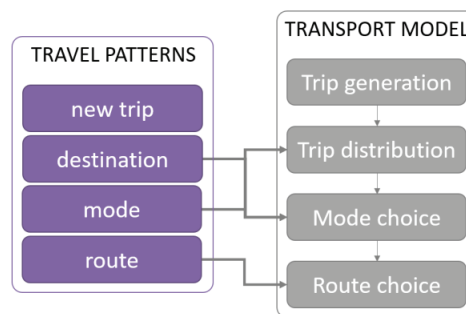 TRAVEL PATTERNS
new trip
destination
mode
route
TRANSPORT MODEL
Trip generation
Trip distribution
Mode choice
Route choice